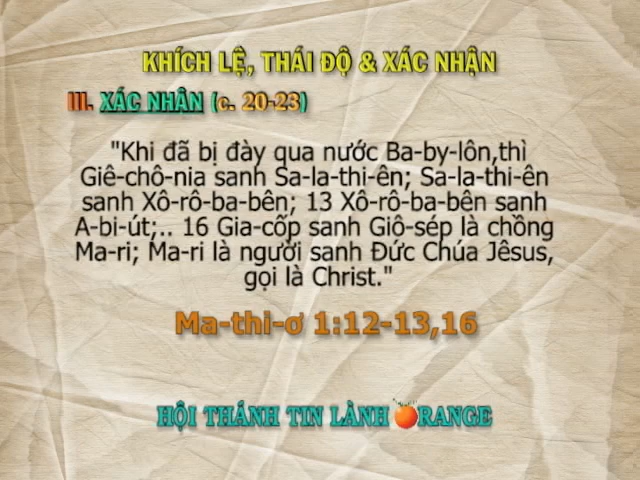 KHÍCH LỆ, THÁI ĐỘ & XÁC NHẬN
III. XÁC NHẬN (c. 20-23)
"Khi đã bị đày qua nước Ba-by-lôn,thì
Giê-chô-nia sanh Sa-la-thi-ên; Sa-la-thi-ên
sanh Xô-rô-ba-bên; 13 Xô-rô-ba-bên sanh
A-bi-út;.. 16 Gia-cốp sanh Giô-sép là chồng
Ma-ri; Ma-ri là người sanh Đức Chúa Jêsus,
gọi là Christ."
Ma-thi-ơ 1:12-13,16
HỘI THÁNH TIN LÀNH ORANGE